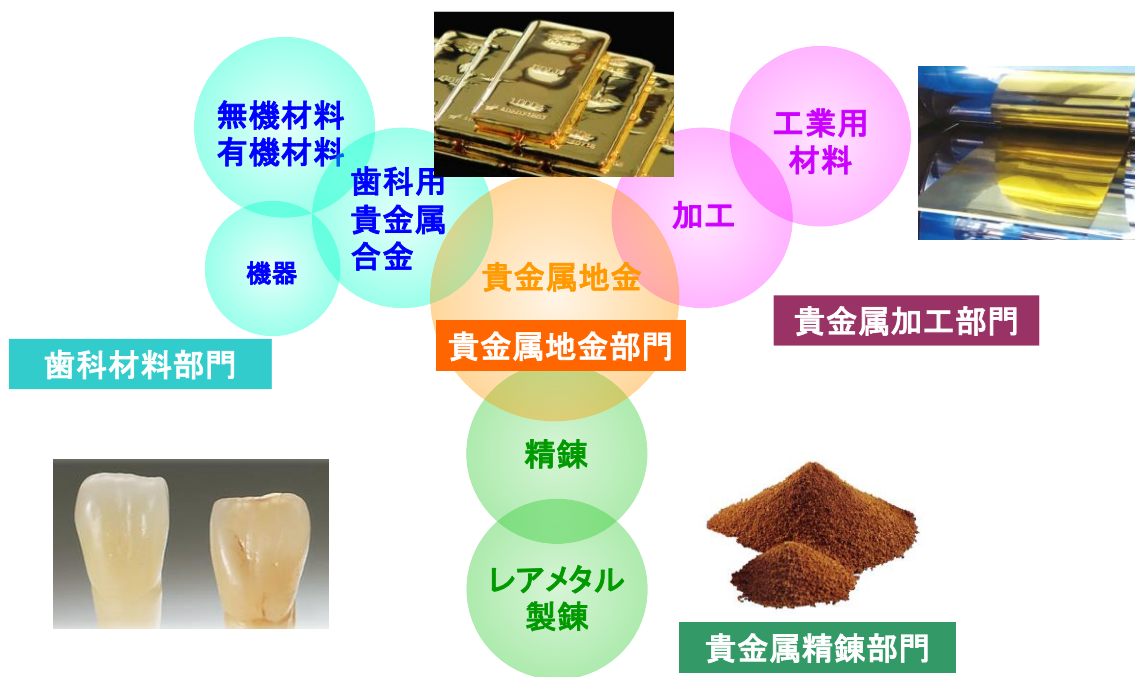 無機材料
有機材料
歯科用
貴金属
合金
機器
歯科材料部門
貴金属地金
貴金属地金部門
加工
工業用
材料
貴金属加工部門
精錬
レアメタル
製錬
貴金属精錬部門